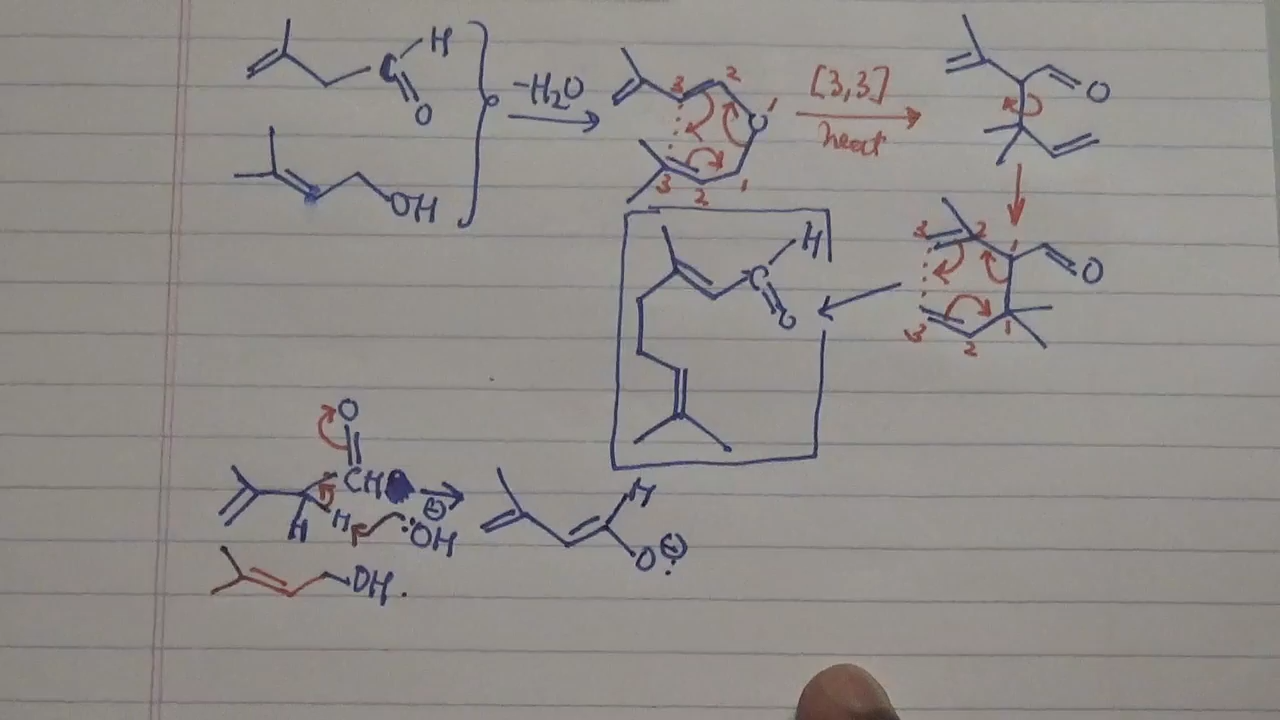 H
C
O
OH
-H2O
3 2
O 1
3 2 1
[3,3]
heat
O
3 2 1
O
3 2 1
H
C
O
O
CH
H H
⊖
:OH
H
O ⊖
OH.